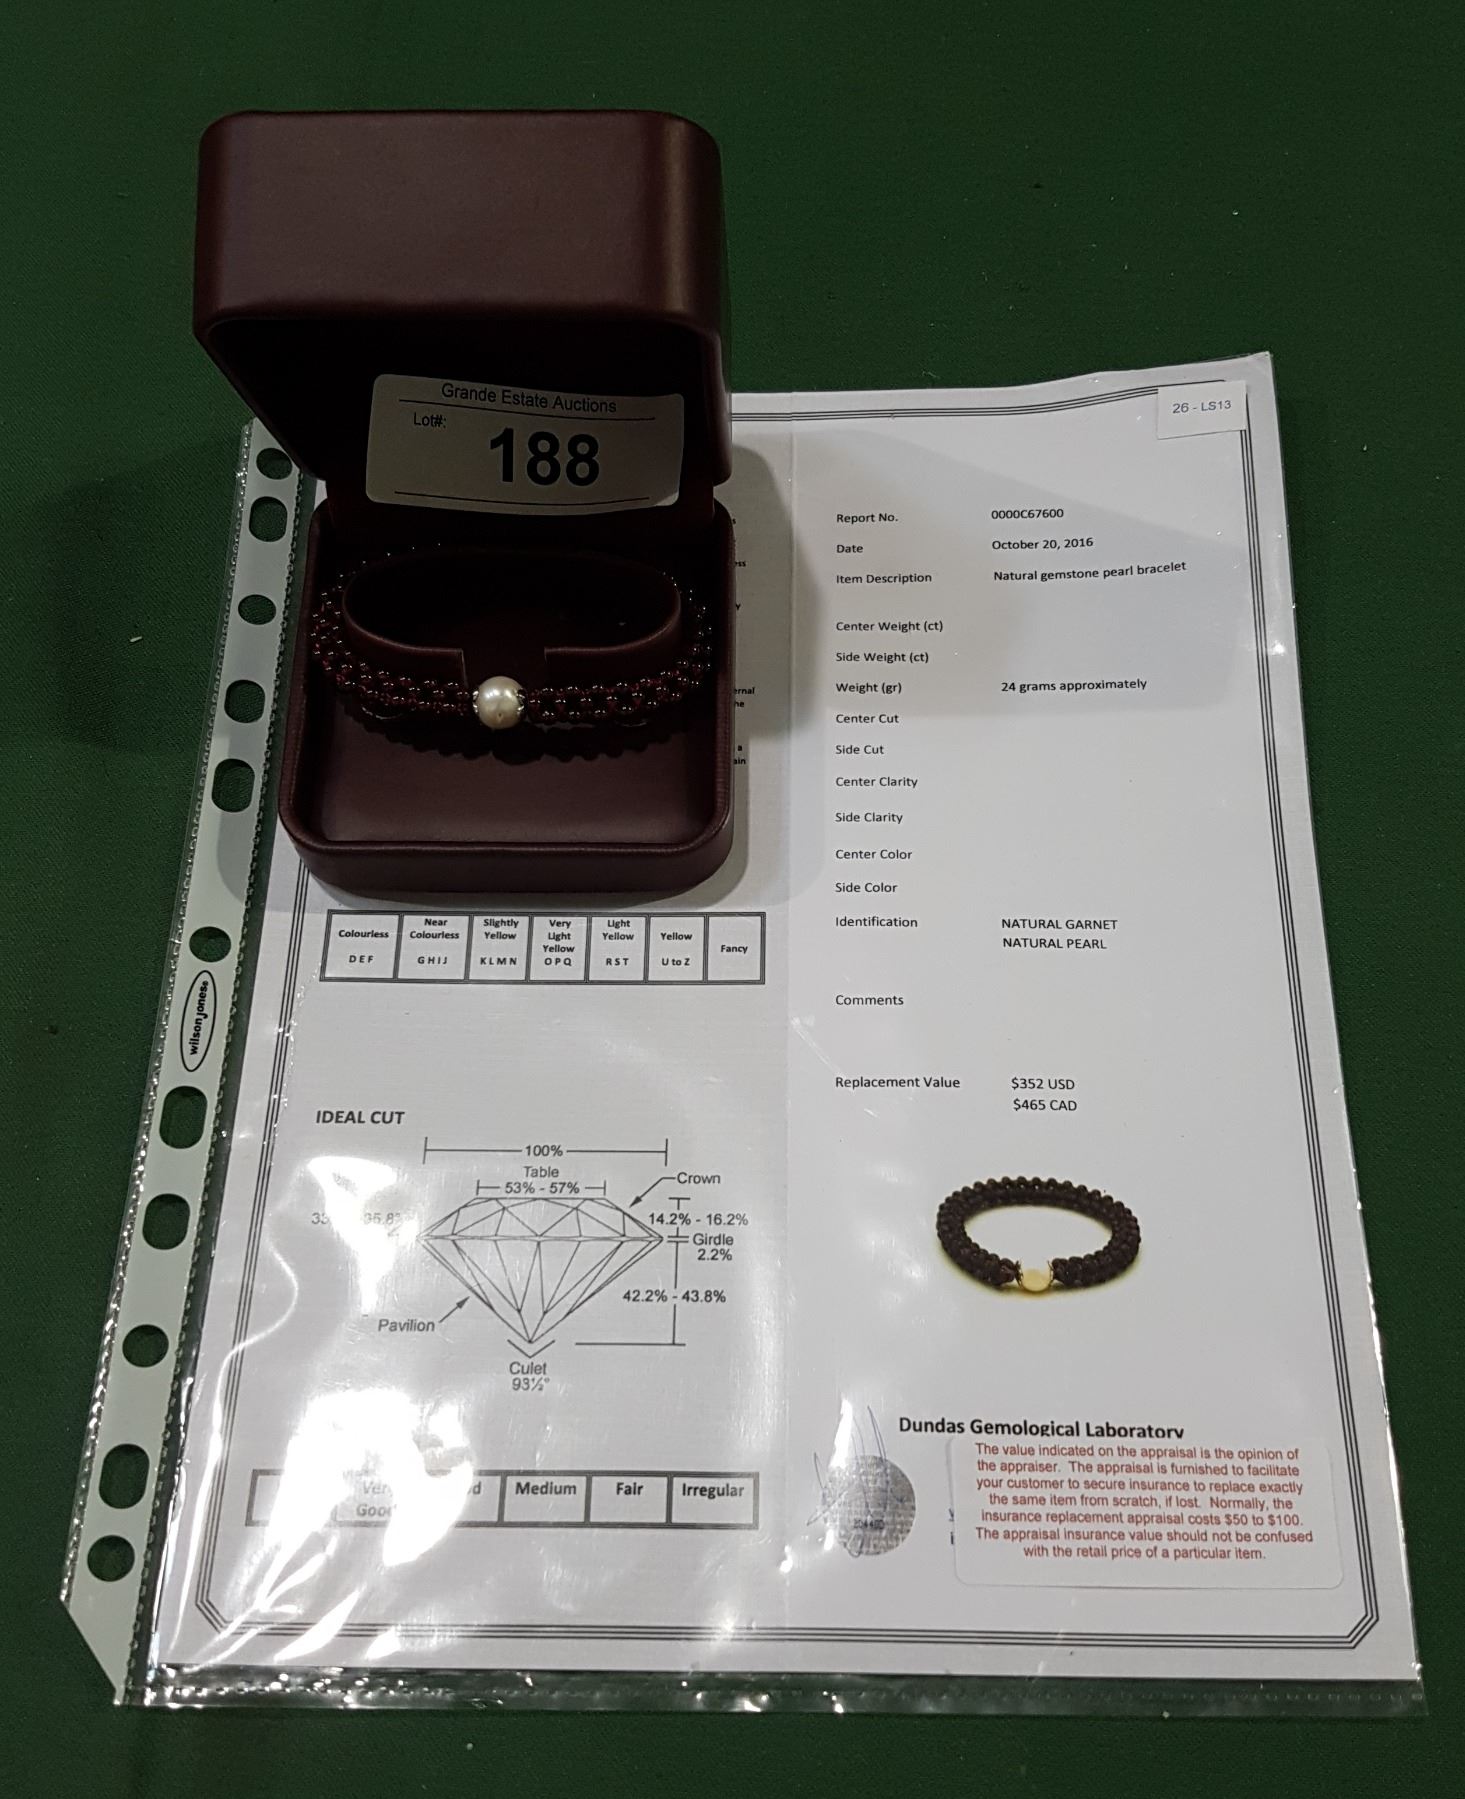 Grande Estate Auctions
Lot#:
188
26 - LS13
Report No. 0000C67600
Date October 20, 2016
Item Description Natural gemstone pearl bracelet
Center Weight (ct)
Side Weight (ct)
Weight (gr) 24 grams approximately
Center Cut
Side Cut
Center Clarity
Side Clarity
Center Color
Side Color
Identification NATURAL GARNET
NATURAL PEARL
Comments
Replacement Value $352 USD
$465 CAD
Colourless
D E F
Near
Colourless
G H I J
Slightly
Yellow
K L M N
Very
Light
Yellow
O P Q
Light
Yellow
R S T
Yellow
U to Z
Fancy
wilson jones
IDEAL CUT
100%
Table
53% - 57%
Crown
14.2% - 16.2%
Girdle
2.2%
42.2% - 43.8%
Pavilion
Culet
93½°
Very
Good
Medium
Fair
Irregular
Dundas Gemological Laboratory
The value indicated on the appraisal is the opinion of
the appraiser. The appraisal is furnished to facilitate
your customer to secure insurance to replace exactly
the same item from scratch, if lost. Normally, the
insurance replacement appraisal costs $50 to $100.
The appraisal insurance value should not be confused
with the retail price of a particular item.